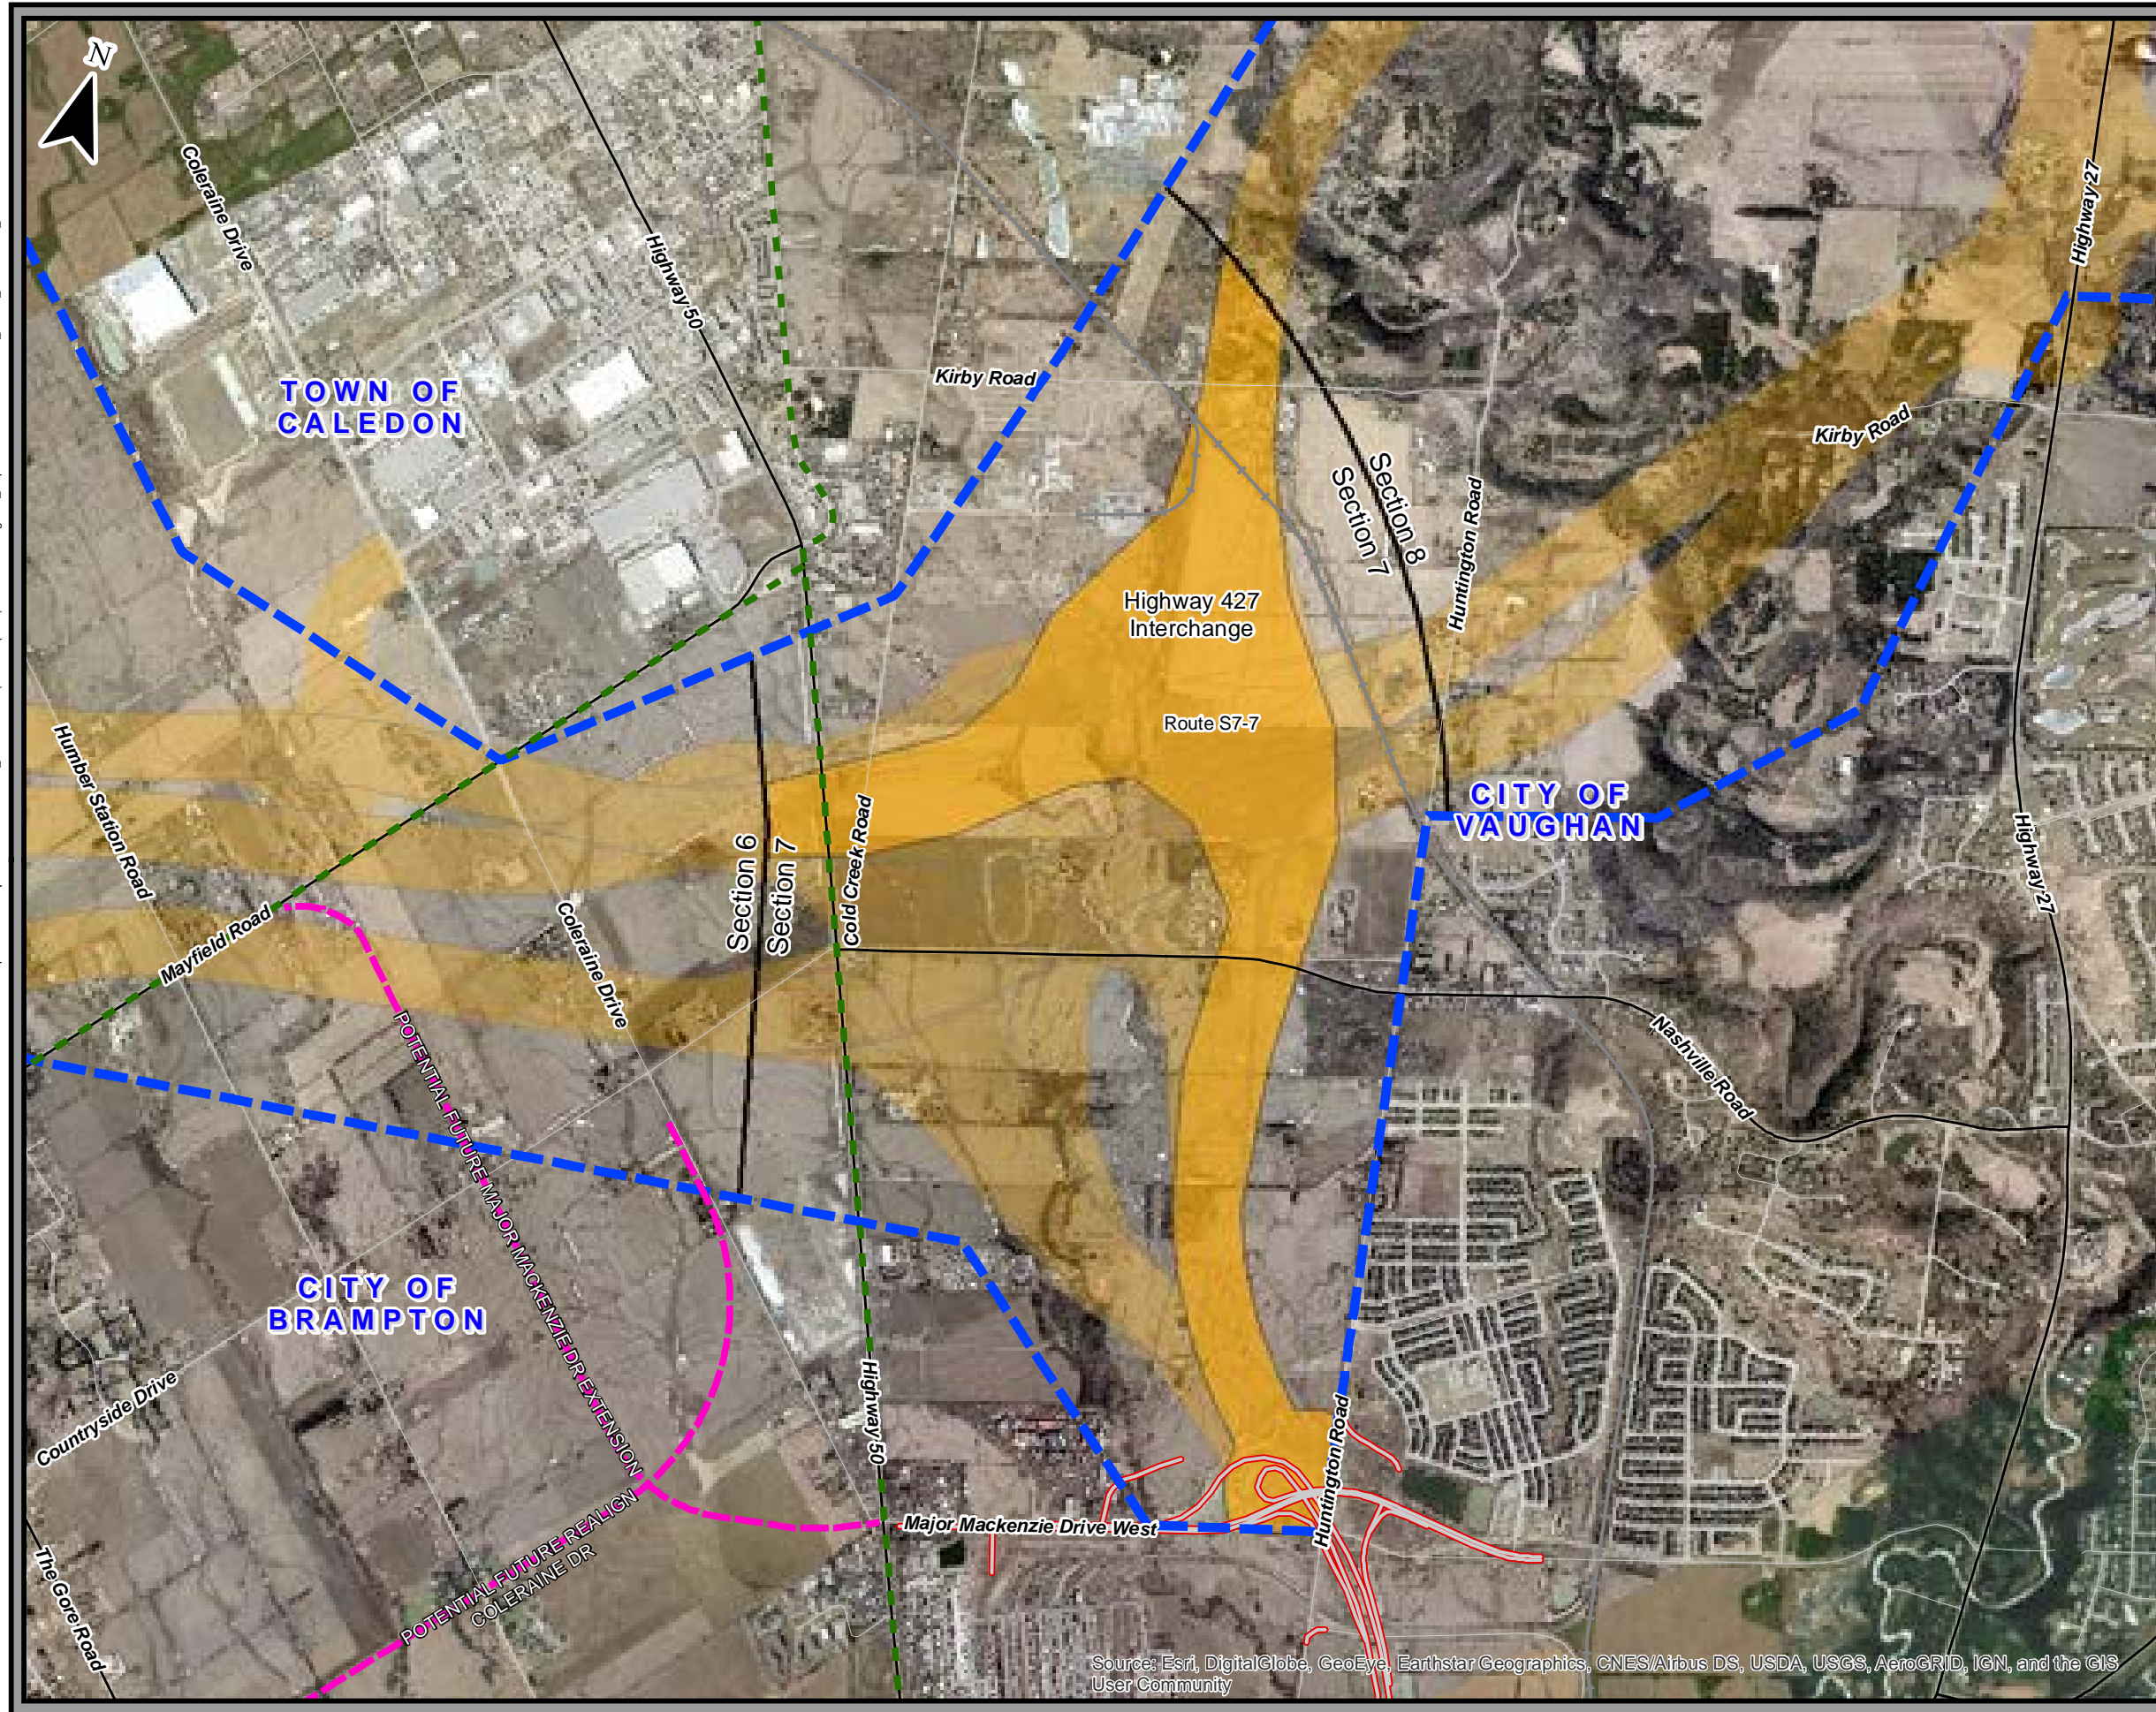 N
Coleraine Drive
Highway 50
Highway 27
TOWN OF
CALEDON
Kirby Road
Kirby Road
Section 8
Section 7
Huntington Road
Highway 427
Interchange
Route S7-7
Humber Station Road
CITY OF
VAUGHAN
Cold Creek Road
Section 6
Section 7
Highway 27
Mayfield Road
Coleraine Drive
Nashville Road
POTENTIAL FUTURE MAJOR MACKENZIE DR EXTENSION
CITY OF
BRAMPTON
Countryside Drive
Highway 50
Huntington Road
Major Mackenzie Drive West
POTENTIAL FUTURE REALIGN
COLERAINE DR
The Gore Road
Source: Esri, DigitalGlobe, GeoEye, Earthstar Geographics, CNES/Airbus DS, USDA, USGS, AeroGRID, IGN, and the GIS
User Community